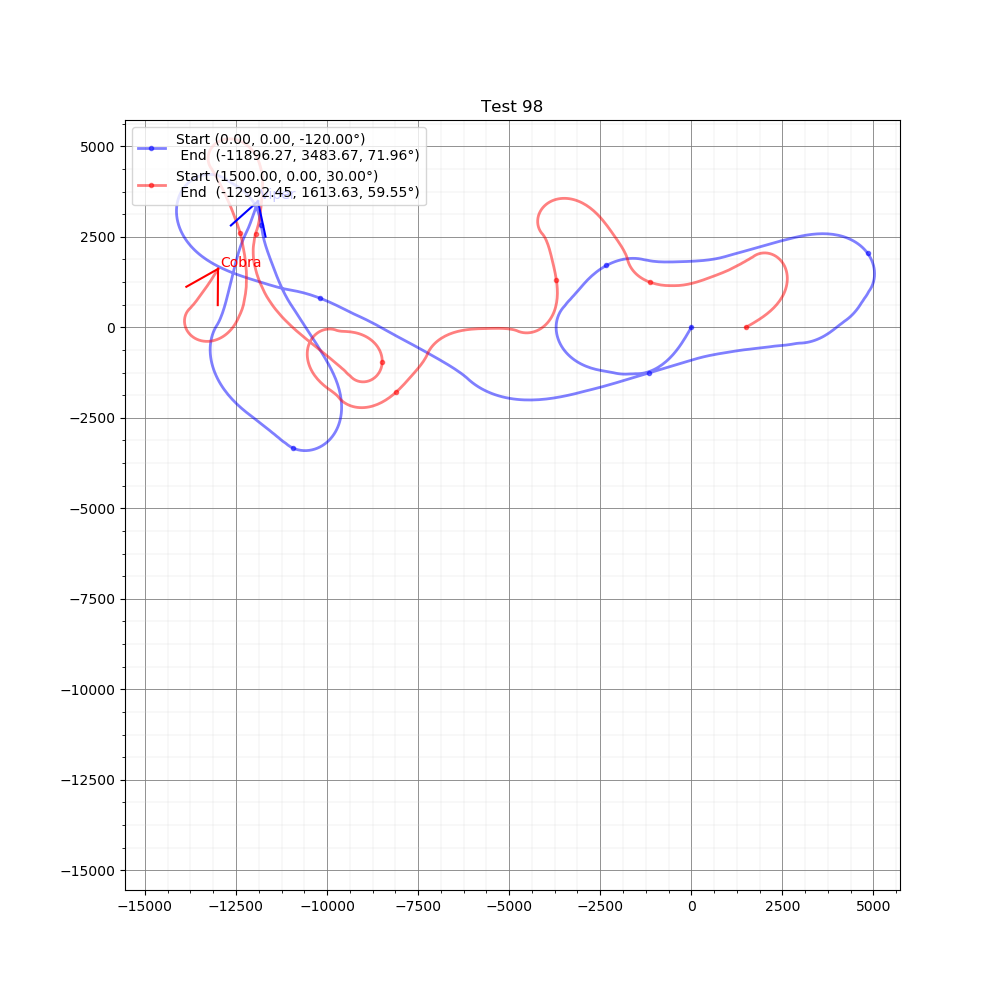 Test 98
Start (0.00, 0.00, -120.00°)
End (-11896.27, 3483.67, 71.96°)
Start (1500.00, 0.00, 30.00°)
End (-12992.45, 1613.63, 59.55°)
Cobra
5000
2500
0
−2500
−5000
−7500
−10000
−12500
−15000
−15000 −12500 −10000 −7500 −5000 −2500 0 2500 5000